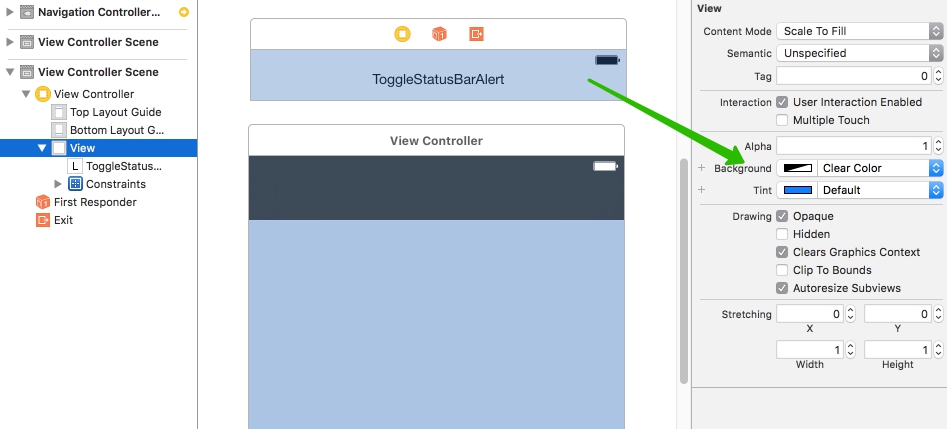 Navigation Controller...
View Controller Scene
View Controller Scene
View Controller
Top Layout Guide
Bottom Layout G...
View
L ToggleStatus...
Constraints
First Responder
Exit
ToggleStatusBarAlert
View Controller
View
Content Mode Scale To Fill
Semantic Unspecified
Tag 0
Interaction User Interaction Enabled
Multiple Touch
Alpha 1
+ Background Clear Color
+ Tint Default
Drawing Opaque
Hidden
Clears Graphics Context
Clip To Bounds
Autoresize Subviews
Stretching 0 0
X Y
1 1
Width Height